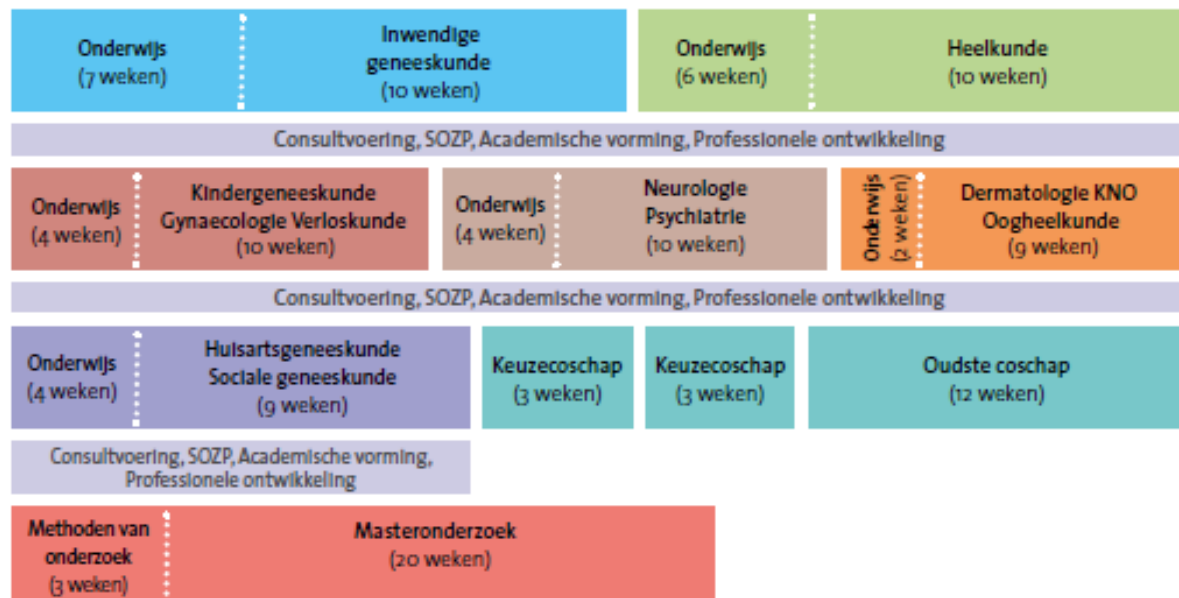 Onderwijs
(7 weken)
Inwendige
geneeskunde
(10 weken)
Onderwijs
(6 weken)
Heelkunde
(10 weken)
Consultvoering, SOZP, Academische vorming, Professionele ontwikkeling
Onderwijs
(4 weken)
Kindergeneeskunde
Gynaecologie Verloskunde
(10 weken)
Onderwijs
(4 weken)
Neurologie
Psychiatrie
(10 weken)
Onderwijs
(2 weken)
Dermatologie KNO
Oogheelkunde
(9 weken)
Consultvoering, SOZP, Academische vorming, Professionele ontwikkeling
Onderwijs
(4 weken)
Huisartsgeneeskunde
Sociale geneeskunde
(9 weken)
Keuzecoschap
(3 weken)
Keuzecoschap
(3 weken)
Oudste coschap
(12 weken)
Consultvoering, SOZP, Academische vorming,
Professionele ontwikkeling
Methoden van
onderzoek
(3 weken)
Masteronderzoek
(20 weken)